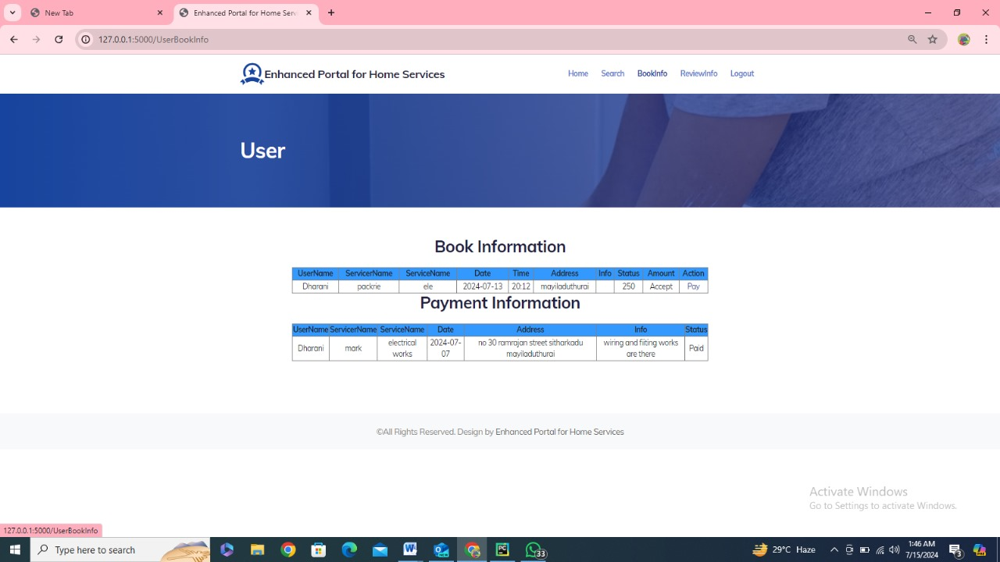 New Tab
Enhanced Portal for Home Serv
127.0.0.1:5000/UserBookInfo
Enhanced Portal for Home Services
Home Search BookInfo ReviewInfo Logout
User
Book Information
UserName ServicerName ServiceName Date Time Address Info Status Amount Action
Dharani packrie ele 2024-07-13 20:12 mayiladuthurai 250 Accept Pay
Payment Information
UserName ServicerName ServiceName Date Address Info Status
Dharani mark electrical works 2024-07-07 no 30 ramrajan street sitharkadu mayiladuthurai wiring and fiiting works are there Paid
©All Rights Reserved. Design by Enhanced Portal for Home Services
Activate Windows
Go to Settings to activate Windows.
127.0.0.1:5000/UserBookInfo
Type here to search
33
29°C Haze
1:46 AM
7/15/2024
3